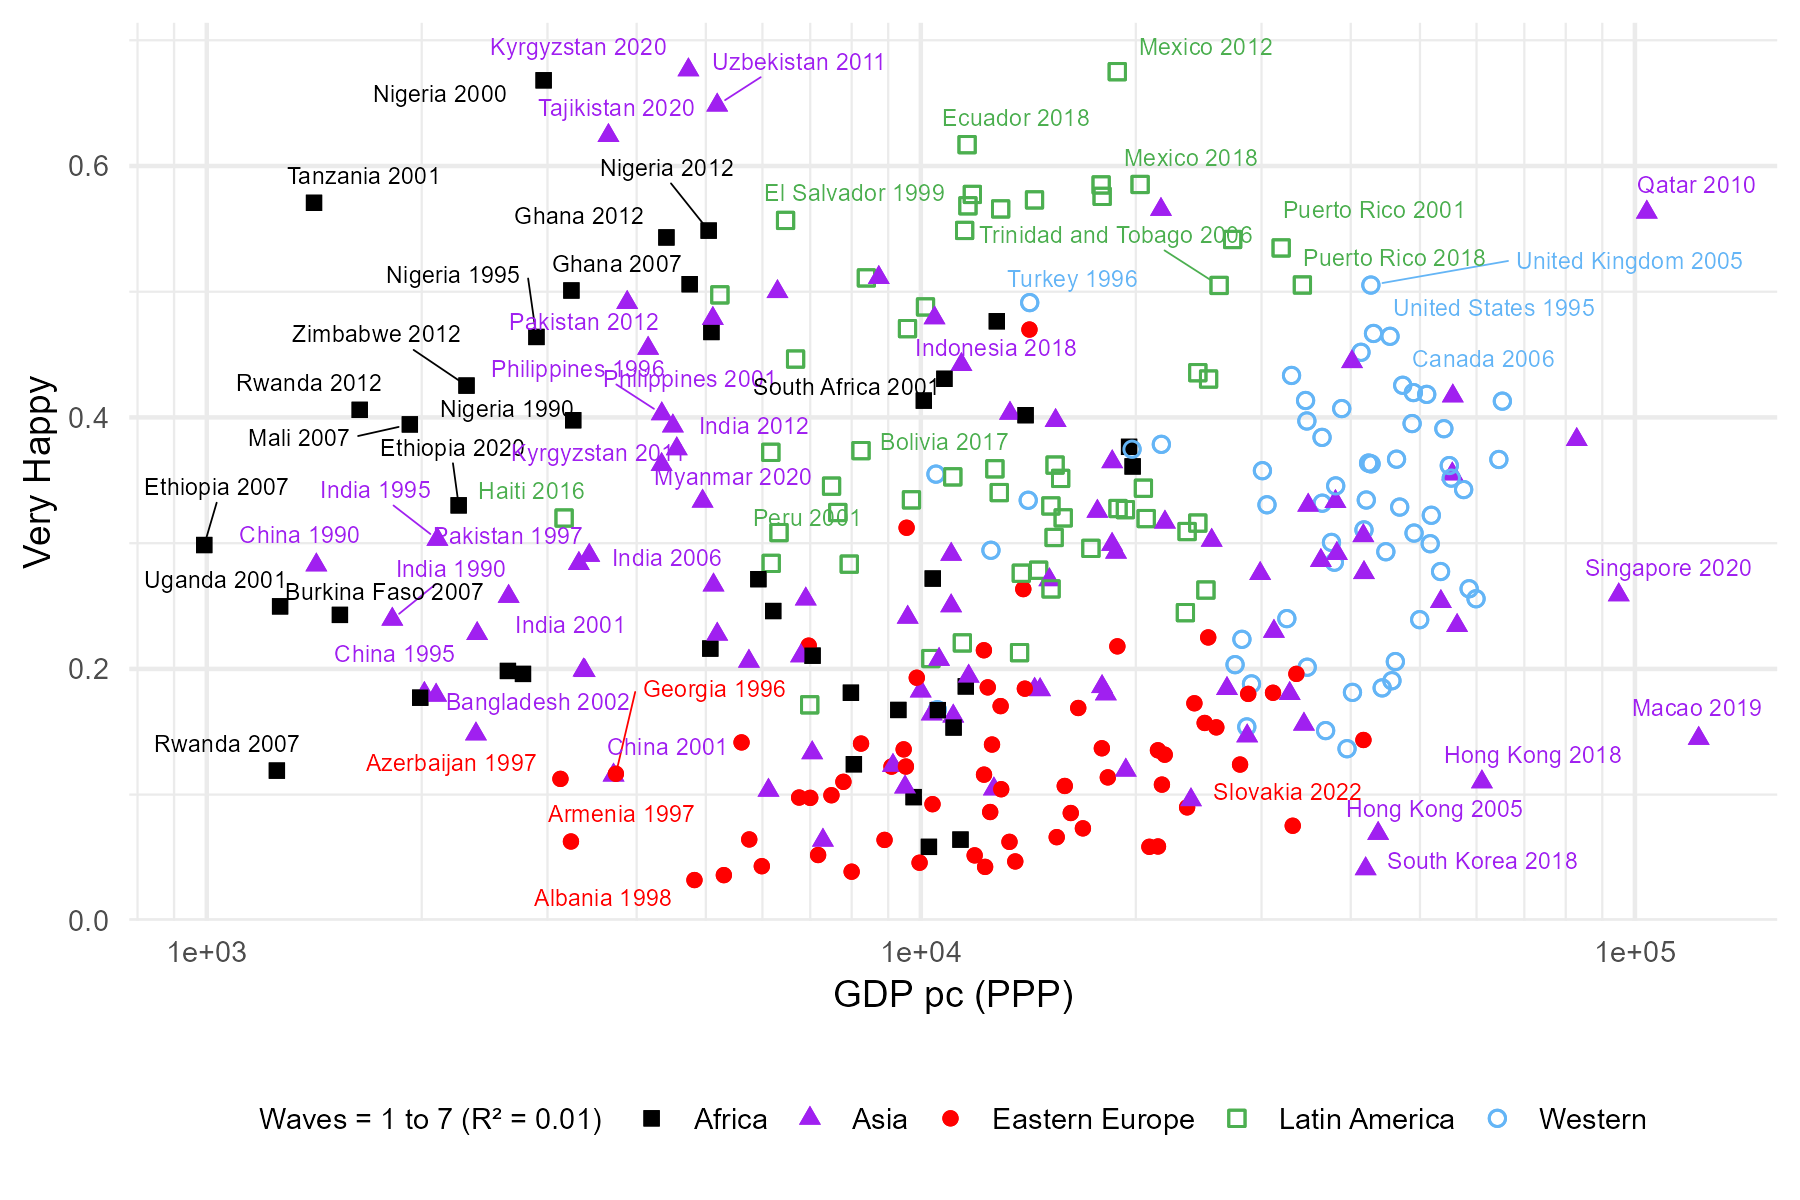 Kyrgyzstan 2020
Mexico 2012
Uzbekistan 2011
Nigeria 2000
Tajikistan 2020
Ecuador 2018
Mexico 2018
Nigeria 2012
Tanzania 2001
El Salvador 1999
Qatar 2010
Ghana 2012
Puerto Rico 2001
Trinidad and Tobago 2006
Ghana 2007
Puerto Rico 2018
United Kingdom 2005
Nigeria 1995
Turkey 1996
United States 1995
Pakistan 2012
Zimbabwe 2012
Indonesia 2018
Canada 2006
Philippines 1996
Philippines 2001
Rwanda 2012
South Africa 2001
Nigeria 1990
India 2012
Mali 2007
Ethiopia 2020
Bolivia 2017
Kyrgyzstan 2011
Myanmar 2020
Ethiopia 2007
India 1995
Haiti 2016
Peru 2001
China 1990
Pakistan 1997
India 2006
India 1990
Singapore 2020
Uganda 2001
Burkina Faso 2007
India 2001
China 1995
Georgia 1996
Bangladesh 2002
Macao 2019
Rwanda 2007
China 2001
Hong Kong 2018
Azerbaijan 1997
Slovakia 2022
Armenia 1997
Hong Kong 2005
South Korea 2018
Albania 1998
0.6
0.4
0.2
0.0
Very Happy
1e+03
1e+04
1e+05
GDP pc (PPP)
Waves = 1 to 7 (R² = 0.01)
Africa
Asia
Eastern Europe
Latin America
Western